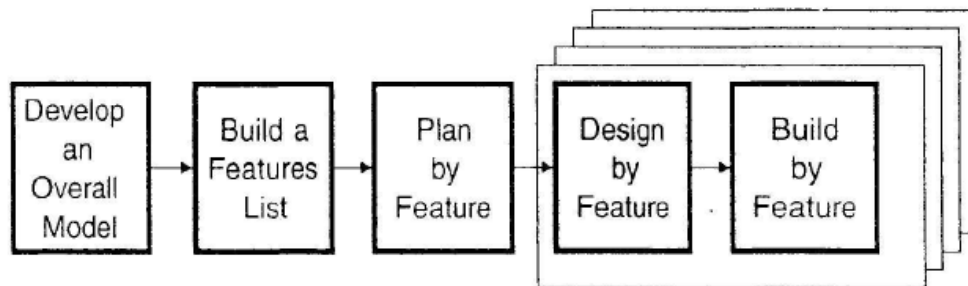 Develop
an
Overall
Model
Build a
Features
List
Plan
by
Feature
Design
by
Feature
Build
by
Feature